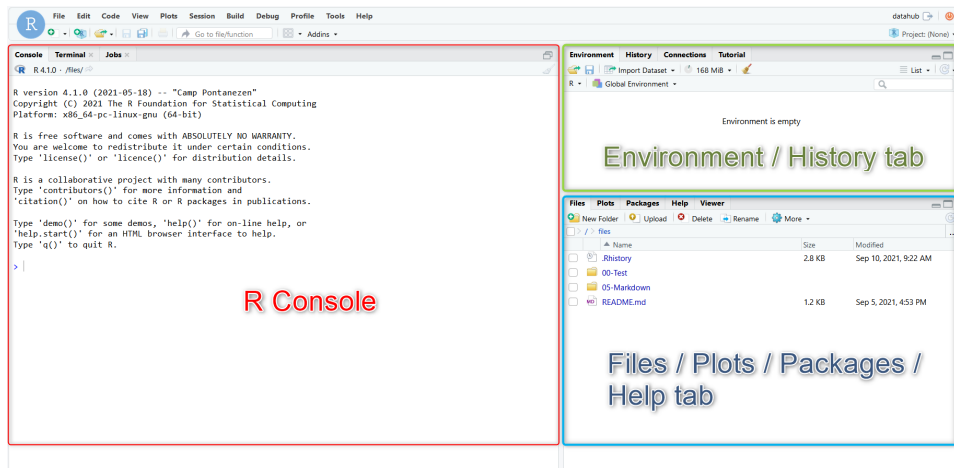 R File Edit Code View Plots Session Build Debug Profile Tools Help datahub
Go to file/function Addins Project: (None)
Console Terminal Jobs
R R 4.1.0 · /files/
R version 4.1.0 (2021-05-18) -- "Camp Pontanezen"
Copyright (C) 2021 The R Foundation for Statistical Computing
Platform: x86_64-pc-linux-gnu (64-bit)
R is free software and comes with ABSOLUTELY NO WARRANTY.
You are welcome to redistribute it under certain conditions.
Type 'license()' or 'licence()' for distribution details.
R is a collaborative project with many contributors.
Type 'contributors()' for more information and
'citation()' on how to cite R or R packages in publications.
Type 'demo()' for some demos, 'help()' for on-line help, or
'help.start()' for an HTML browser interface to help.
Type 'q()' to quit R.
>
R Console
Environment History Connections Tutorial
Import Dataset 168 MiB List
R Global Environment
Environment is empty
Environment / History tab
Files Plots Packages Help Viewer
New Folder Upload Delete Rename More
/ > files ...
Name Size Modified
.Rhistory 2.8 KB Sep 10, 2021, 9:22 AM
00-Test
05-Markdown
MD README.md 1.2 KB Sep 5, 2021, 4:53 PM
Files / Plots / Packages /
Help tab